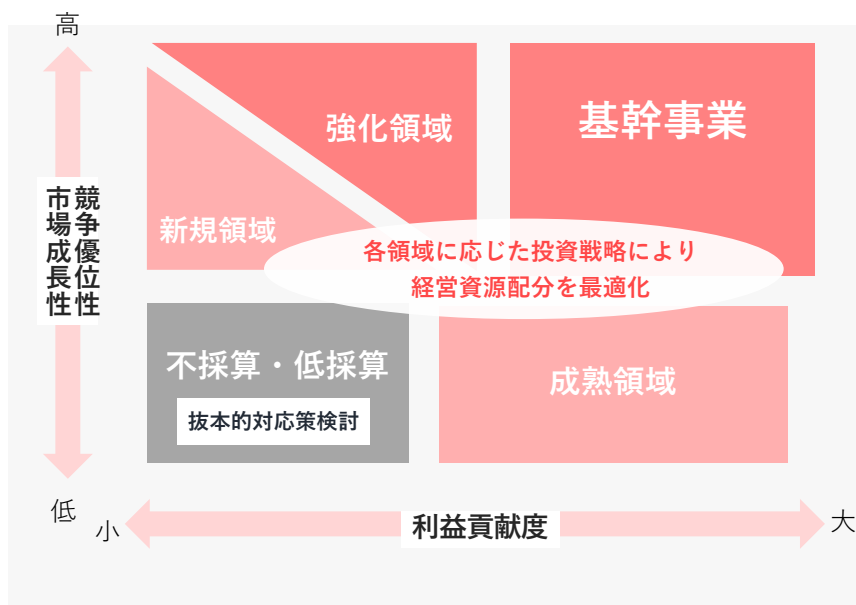 高
強化領域
基幹事業
新規領域
競争優位性
市場成長性
各領域に応じた投資戦略により
経営資源配分を最適化
不採算・低採算
抜本的対応策検討
成熟領域
低
小
利益貢献度
大